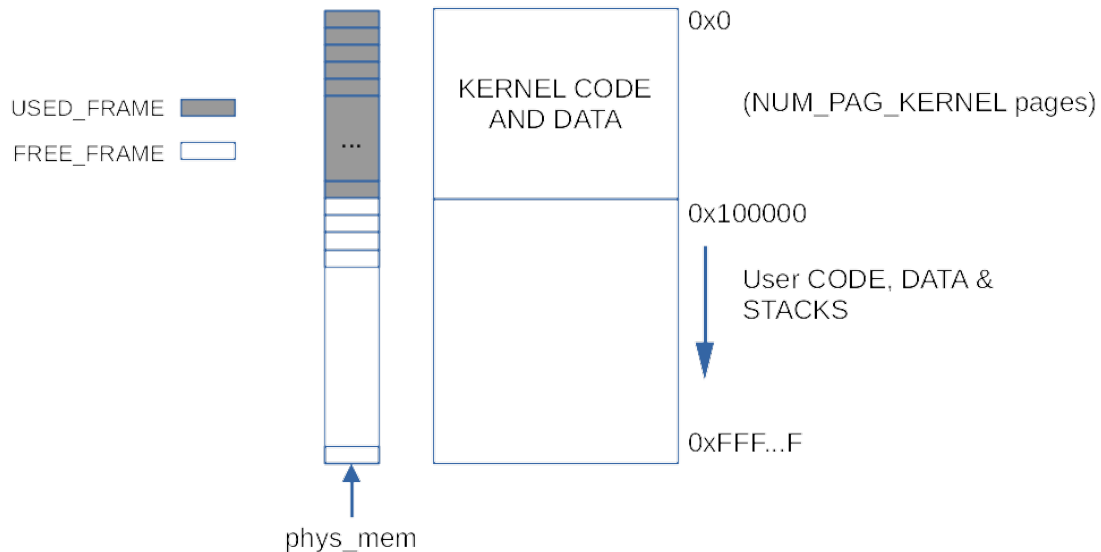 0x0
KERNEL CODE
AND DATA
(NUM_PAG_KERNEL pages)
USED_FRAME
FREE_FRAME
...
0x100000
User CODE, DATA &
STACKS
0xFFF...F
phys_mem